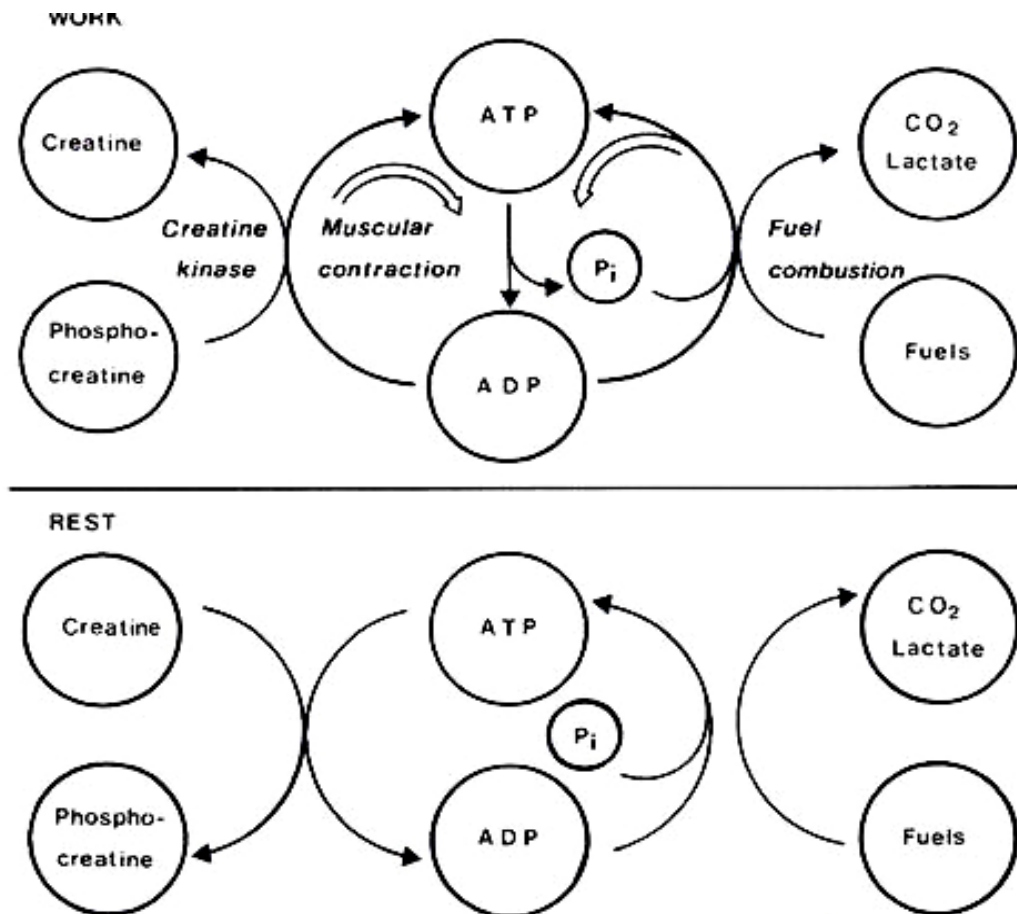 WORK
ATP
Creatine
CO2
Lactate
Creatine
kinase
Muscular
contraction
Pi
Fuel
combustion
Phospho-
creatine
ADP
Fuels
REST
Creatine
ATP
CO2
Lactate
Pi
Phospho-
creatine
ADP
Fuels